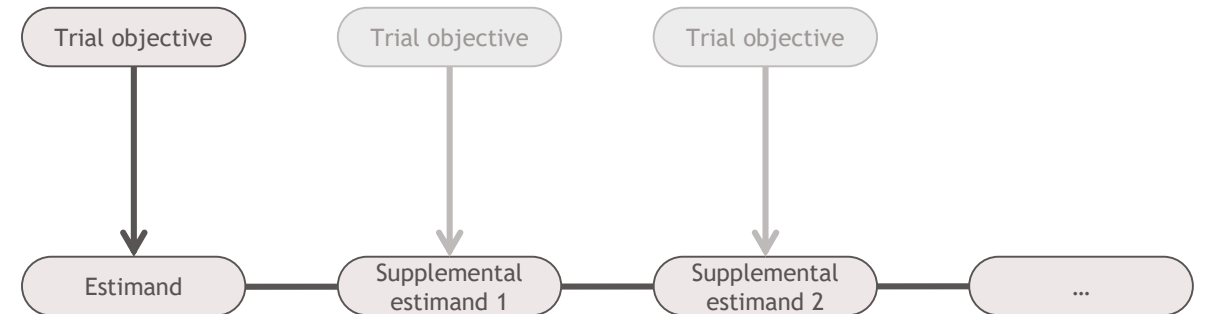 Trial objective
Trial objective
Trial objective
Estimand
Supplemental
estimand 1
Supplemental
estimand 2
...